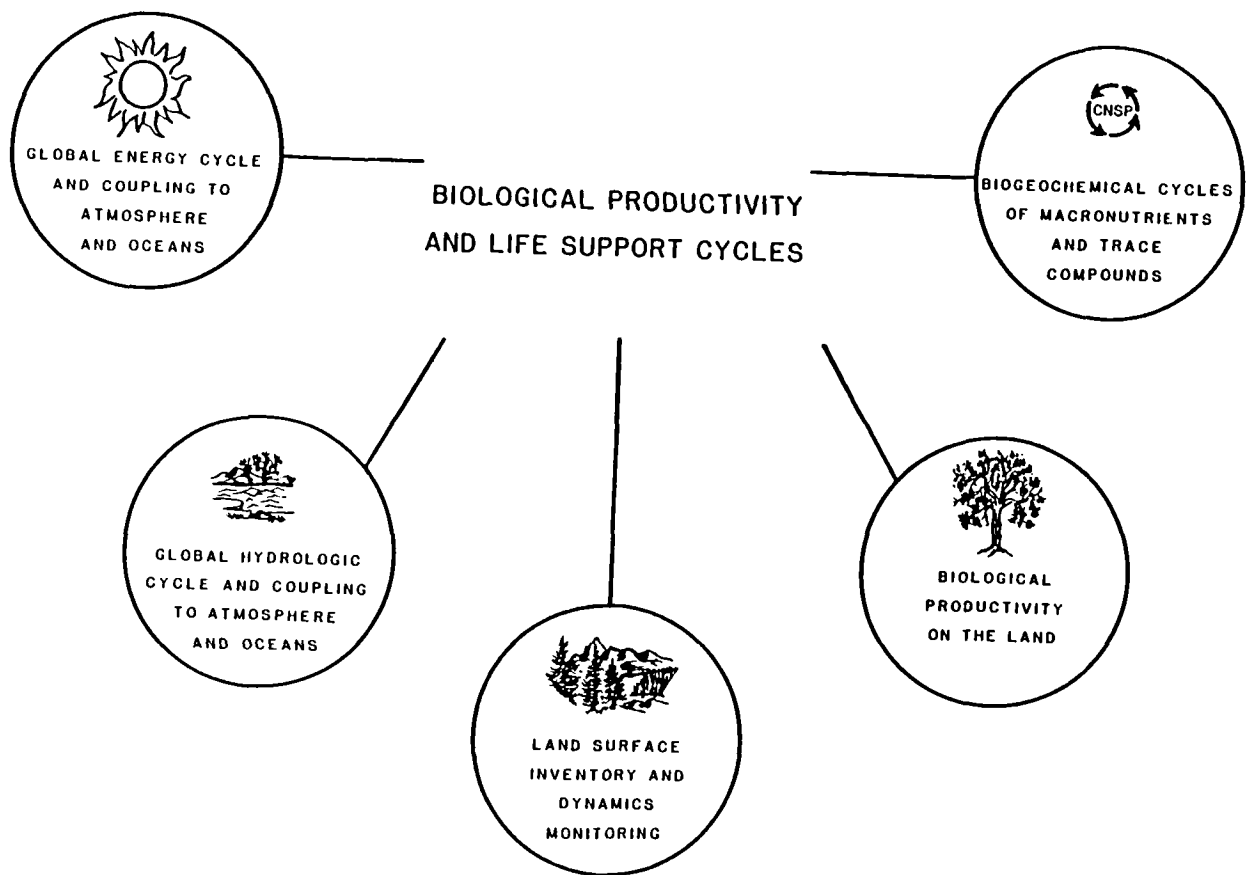 GLOBAL ENERGY CYCLE
AND COUPLING TO
ATMOSPHERE
AND OCEANS
BIOLOGICAL PRODUCTIVITY
AND LIFE SUPPORT CYCLES
CNSP
BIOGEOCHEMICAL CYCLES
OF MACRONUTRIENTS
AND TRACE
COMPOUNDS
GLOBAL HYDROLOGIC
CYCLE AND COUPLING
TO ATMOSPHERE
AND OCEANS
LAND SURFACE
INVENTORY AND
DYNAMICS
MONITORING
BIOLOGICAL
PRODUCTIVITY
ON THE LAND